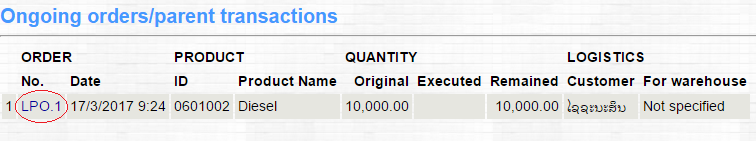 Ongoing orders/parent transactions
ORDER PRODUCT QUANTITY LOGISTICS
No. Date ID Product Name Original Executed Remained Customer For warehouse
1 LPO.1 17/3/2017 9:24 0601002 Diesel 10,000.00 10,000.00 ໄຊຊະນະສິນ Not specified